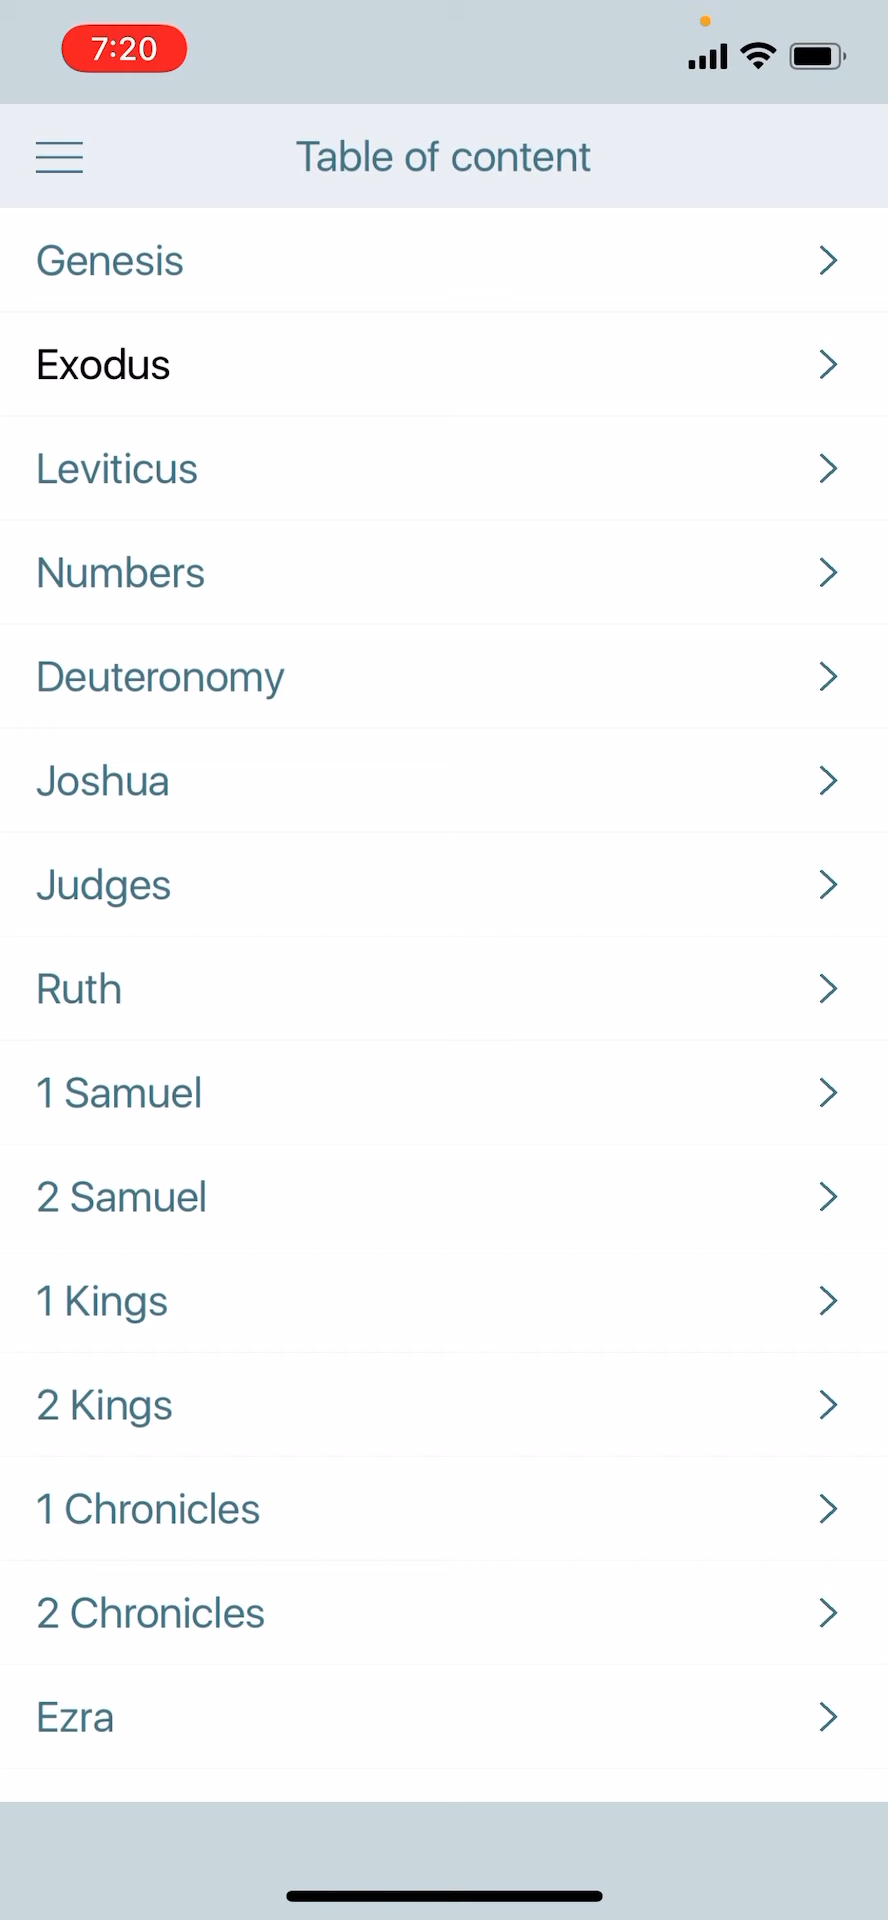 7:20
Table of content
Genesis
Exodus
Leviticus
Numbers
Deuteronomy
Joshua
Judges
Ruth
1 Samuel
2 Samuel
1 Kings
2 Kings
1 Chronicles
2 Chronicles
Ezra